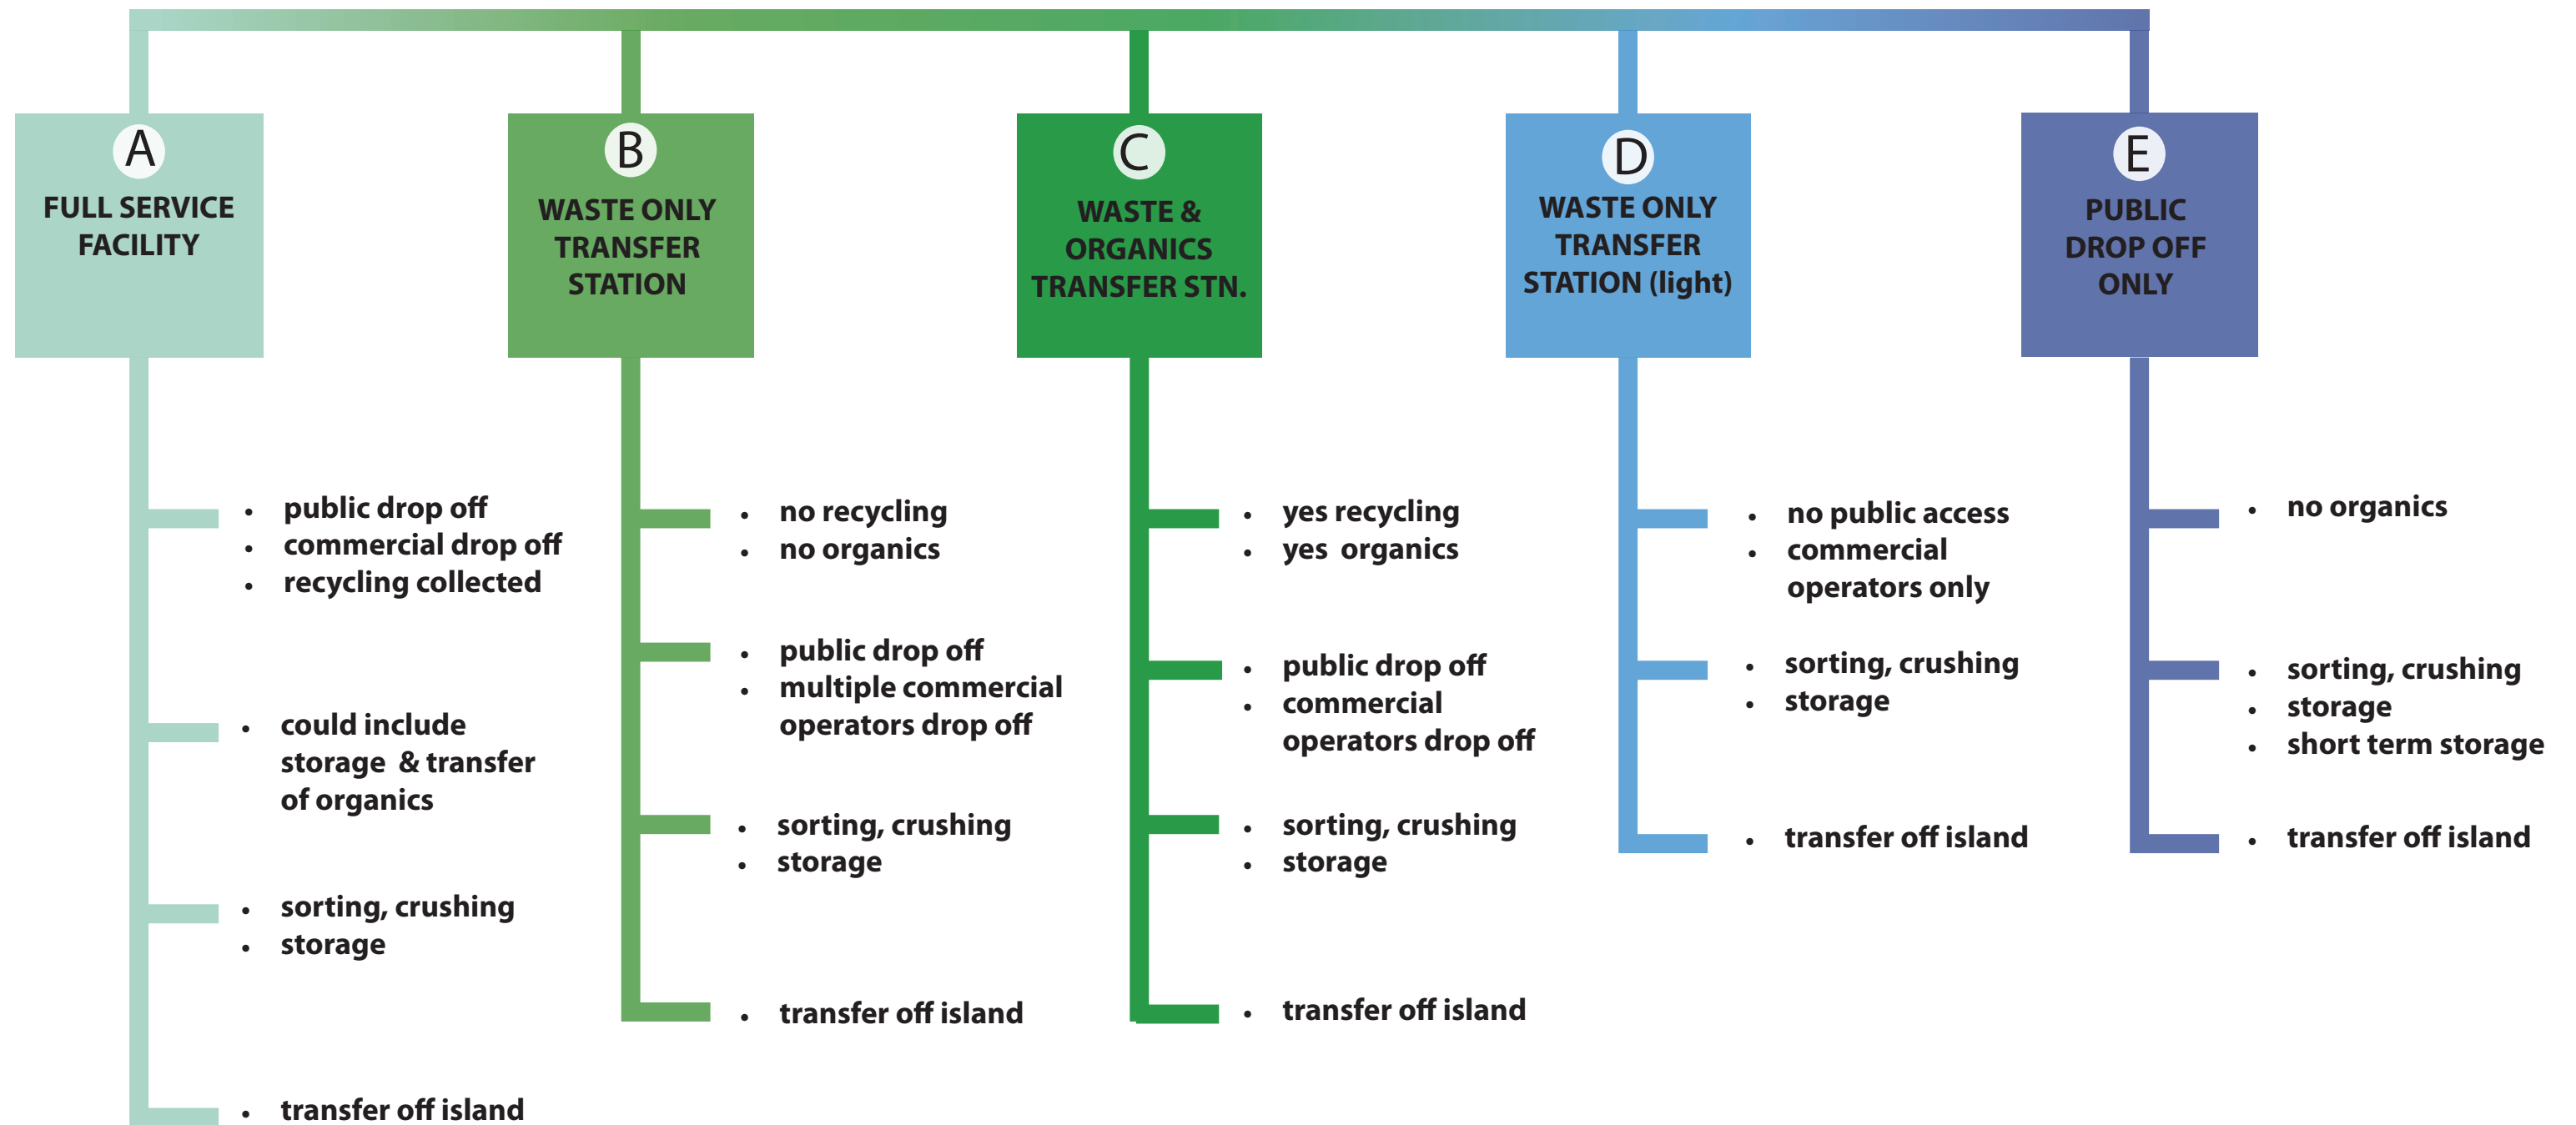 A
FULL SERVICE
FACILITY
• public drop off
• commercial drop off
• recycling collected
• could include
storage & transfer
of organics
• sorting, crushing
• storage
• transfer off island
B
WASTE ONLY
TRANSFER
STATION
• no recycling
• no organics
• public drop off
• multiple commercial
operators drop off
• sorting, crushing
• storage
• transfer off island
C
WASTE &
ORGANICS
TRANSFER STN.
• yes recycling
• yes organics
• public drop off
• commercial
operators drop off
• sorting, crushing
• storage
• transfer off island
D
WASTE ONLY
TRANSFER
STATION (light)
• no public access
• commercial
operators only
• sorting, crushing
• storage
• transfer off island
E
PUBLIC
DROP OFF
ONLY
• no organics
• sorting, crushing
• storage
• short term storage
• transfer off island